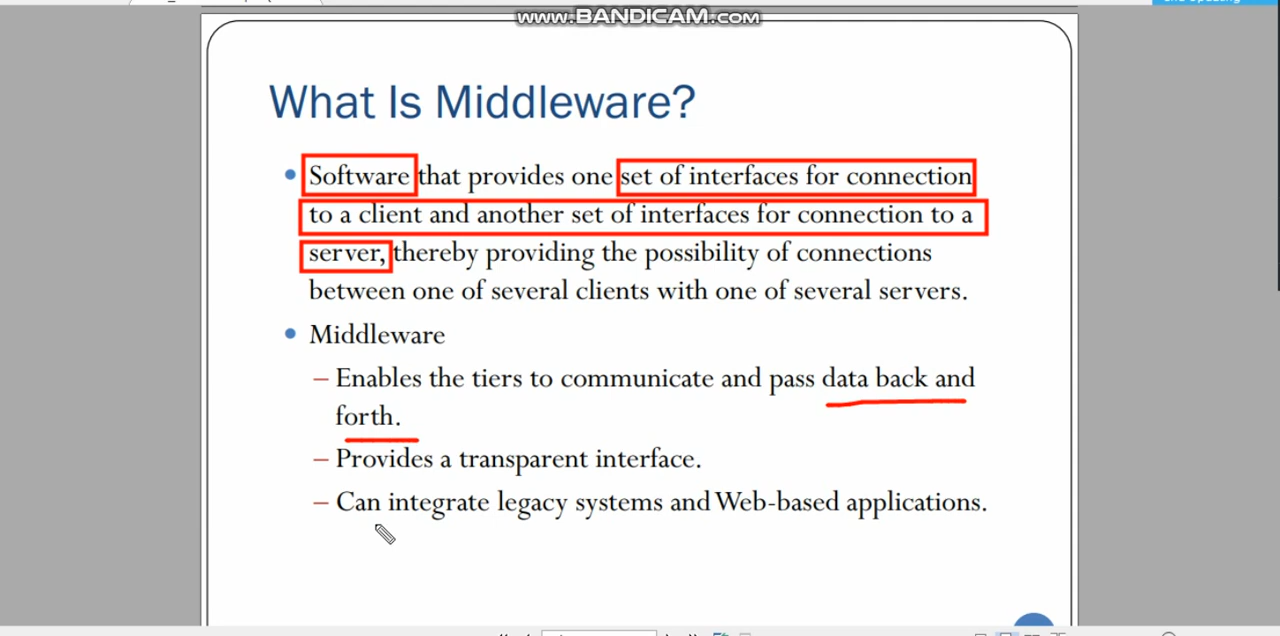 www.BANDICAM.com
What Is Middleware?
• Software that provides one set of interfaces for connection
to a client and another set of interfaces for connection to a
server, thereby providing the possibility of connections
between one of several clients with one of several servers.
• Middleware
– Enables the tiers to communicate and pass data back and
forth.
– Provides a transparent interface.
– Can integrate legacy systems and Web-based applications.